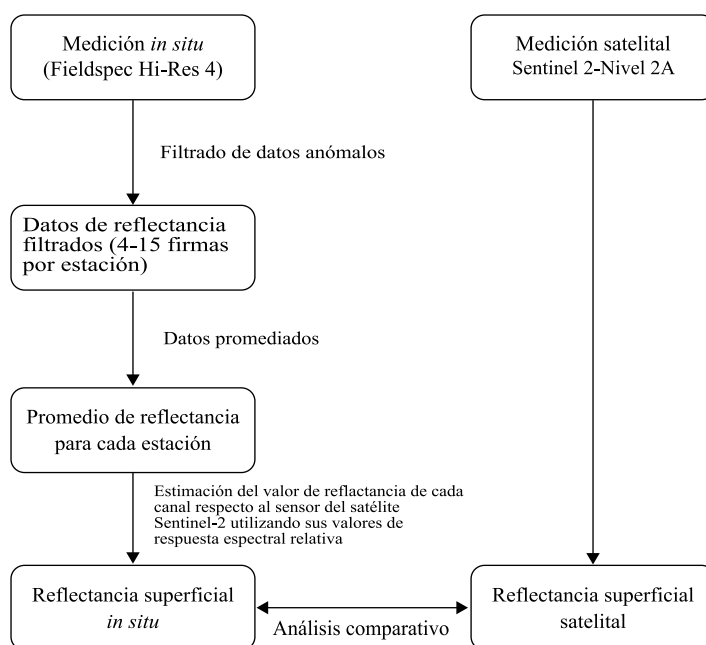 Medición in situ
(Fieldspec Hi-Res 4)
Medición satelital
Sentinel 2-Nivel 2A
Filtrado de datos anómalos
Datos de reflectancia
filtrados (4-15 firmas
por estación)
Datos promediados
Promedio de reflectancia
para cada estación
Estimación del valor de reflactancia de cada
canal respecto al sensor del satélite
Sentinel-2 utilizando sus valores de
respuesta espectral relativa
Reflectancia superficial
in situ
Análisis comparativo
Reflectancia superficial
satelital